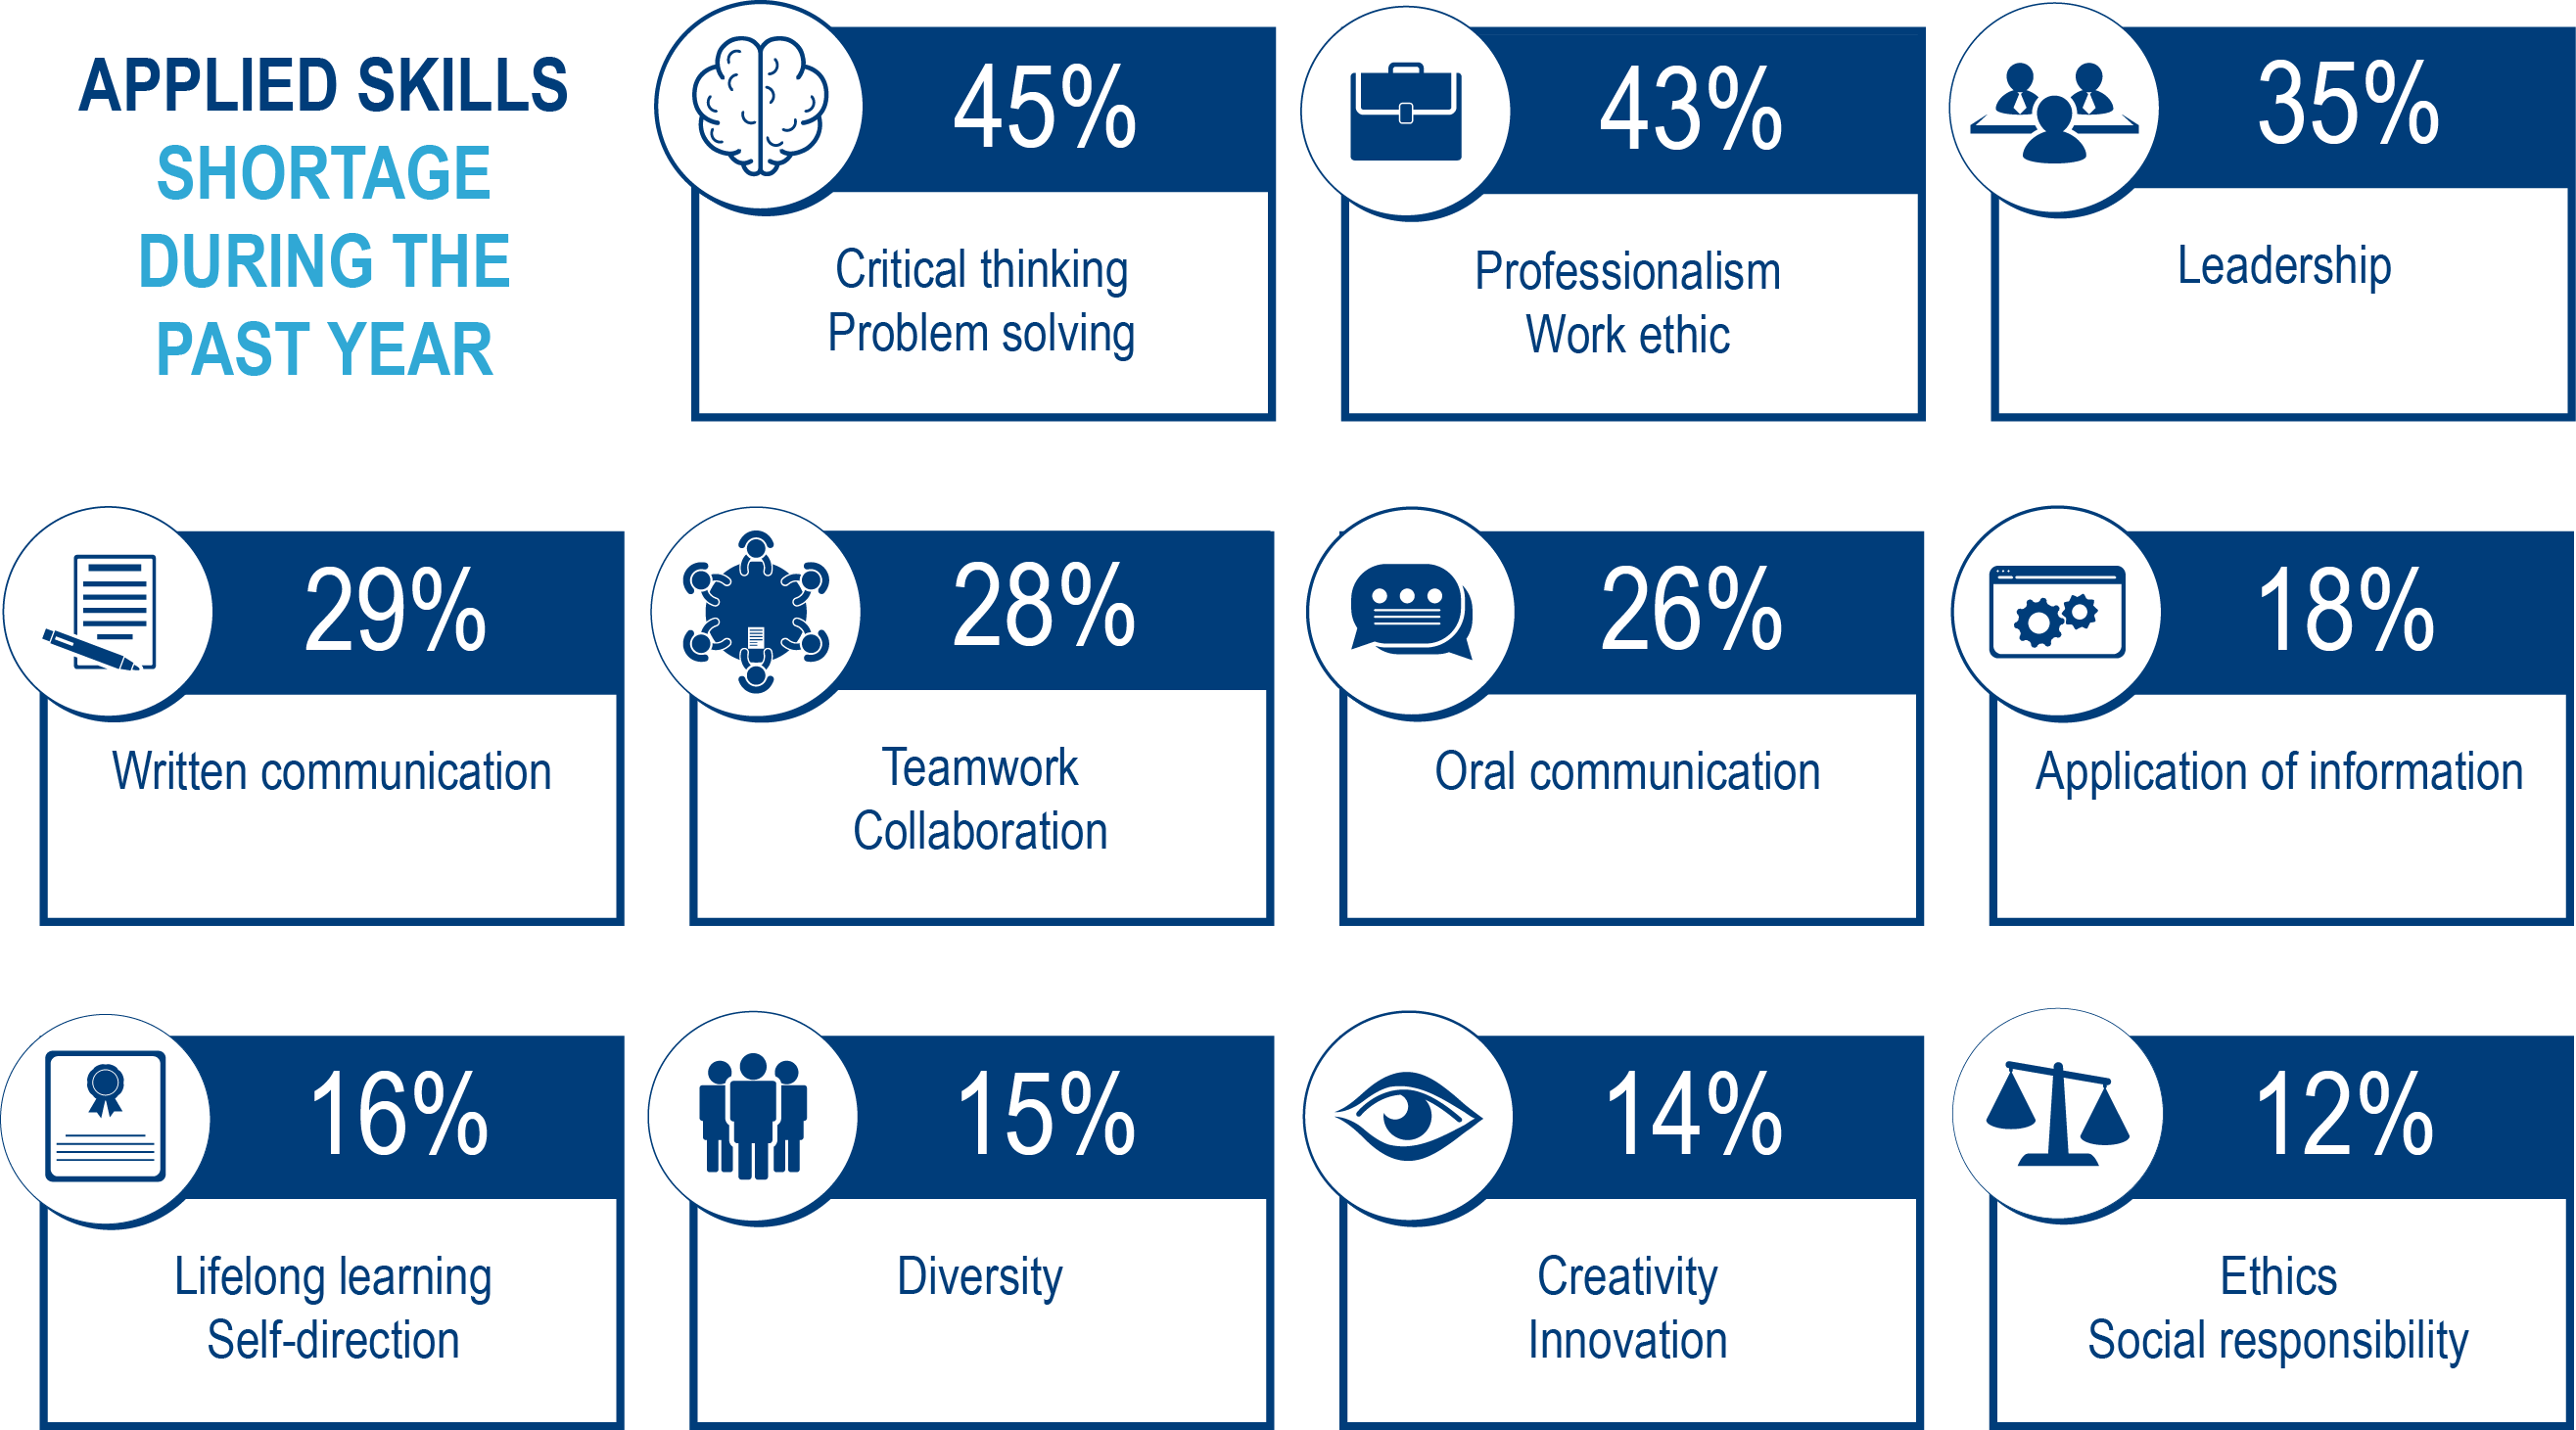 APPLIED SKILLS
SHORTAGE
DURING THE
PAST YEAR
45%
Critical thinking
Problem solving
43%
Professionalism
Work ethic
35%
Leadership
29%
Written communication
28%
Teamwork
Collaboration
26%
Oral communication
18%
Application of information
16%
Lifelong learning
Self-direction
15%
Diversity
14%
Creativity
Innovation
12%
Ethics
Social responsibility